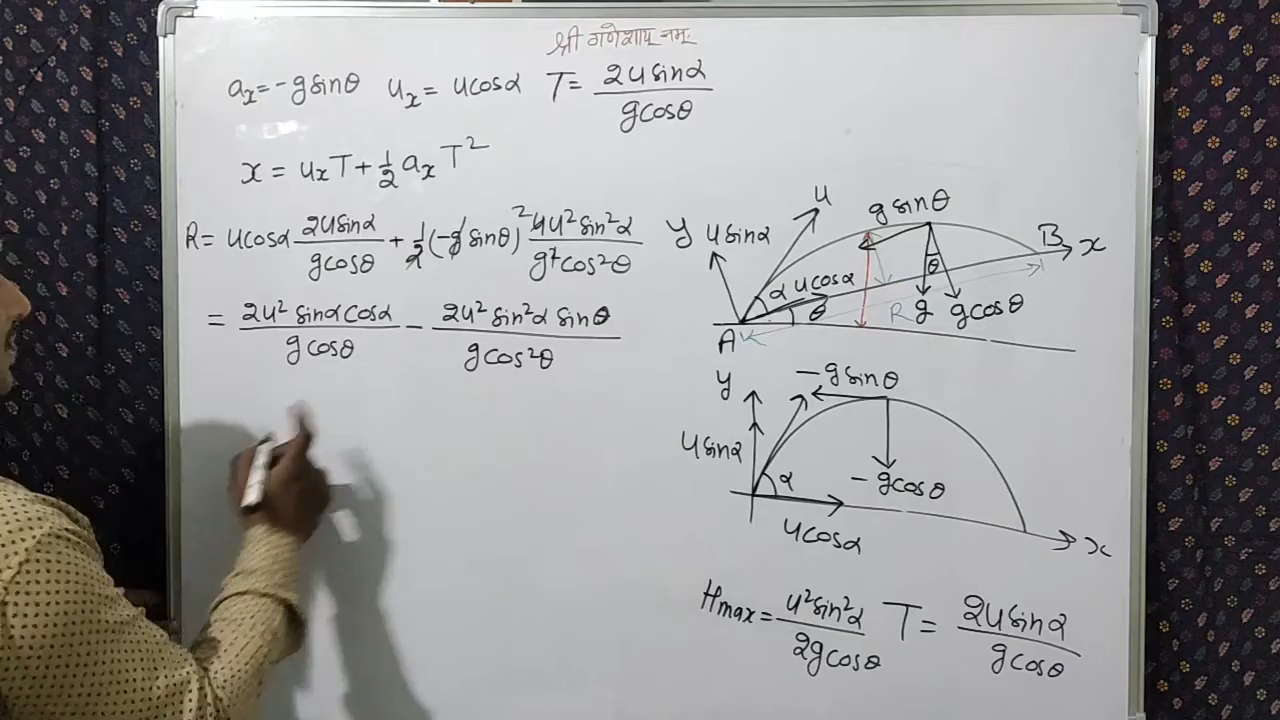 श्री गणेशाय नमः
aₓ = -g sinθ   uₓ = u cosα   T = 2u sinα / g cosθ
x = uₓT + 1/2 aₓT²
R = u cosα 2u sinα / g cosθ + 1/2 (-g sinθ) ² 4u² sin²α / g² cos²θ
= 2u² sinα cosα / g cosθ - 2u² sin²α sinθ / g cos²θ
u
g sinθ
y
u sinα
B
x
α
u cosα
θ
θ
R
g
g cosθ
A
y
-g sinθ
u sinα
α
-g cosθ
u cosα
x
Hmax = u² sin²α / 2g cosθ   T = 2u sinα / g cosθ